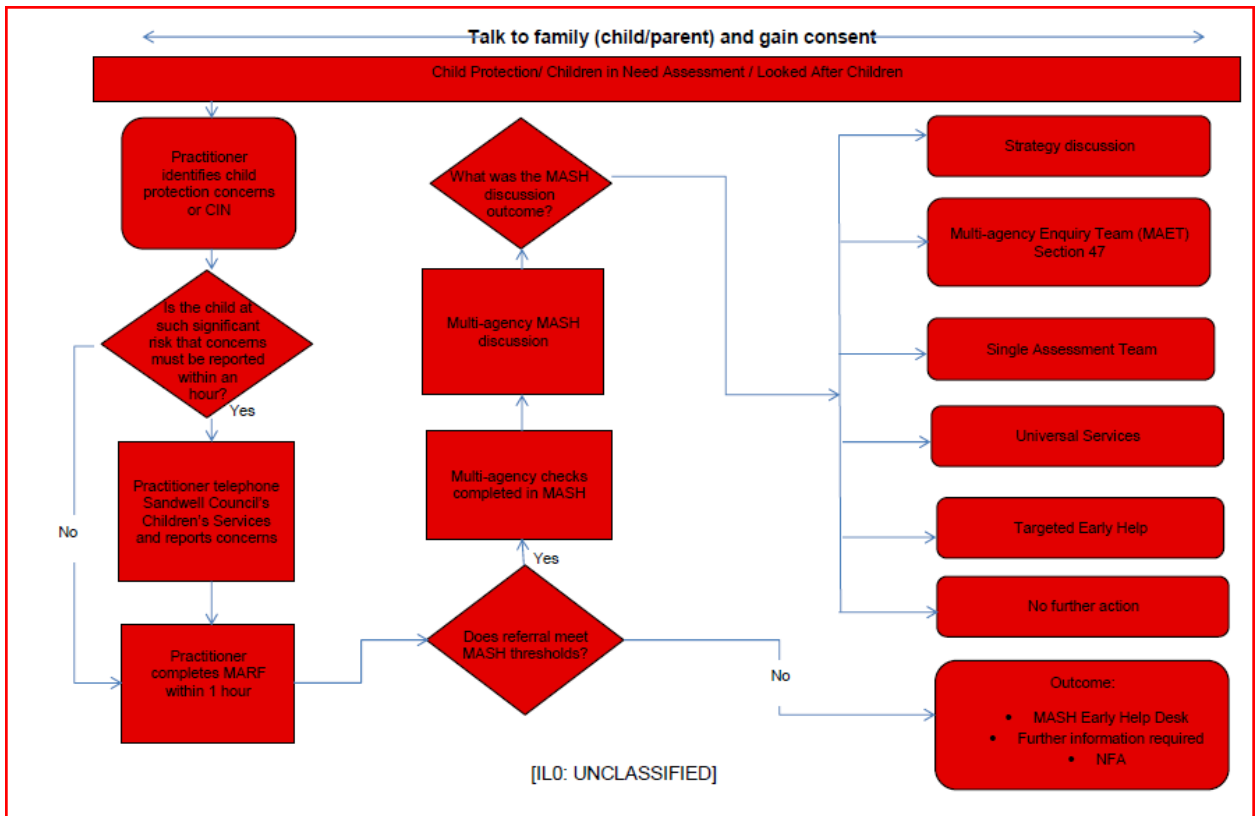 Talk to family (child/parent) and gain consent
Child Protection/ Children in Need Assessment / Looked After Children
Practitioner
identifies child
protection concerns
or CIN
Is the child at
such significant
risk that concerns
must be reported
within an
hour?
Yes
No
Practitioner telephone
Sandwell Council's
Children's Services
and reports concerns
Practitioner
completes MARF
within 1 hour
What was the MASH
discussion
outcome?
Multi-agency MASH
discussion
Multi-agency checks
completed in MASH
Yes
Does referral meet
MASH thresholds?
No
Strategy discussion
Multi-agency Enquiry Team (MAET)
Section 47
Single Assessment Team
Universal Services
Targeted Early Help
No further action
Outcome:
• MASH Early Help Desk
• Further information required
• NFA
[IL0: UNCLASSIFIED]